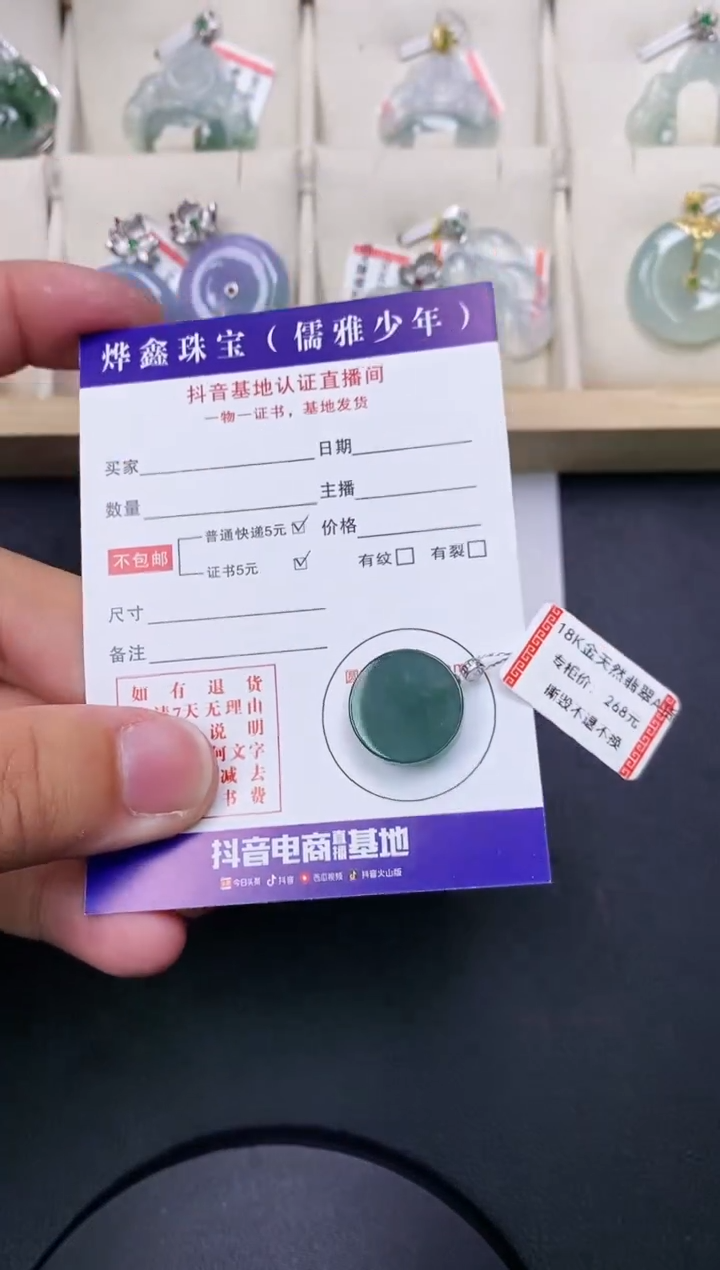 烨鑫珠宝（儒雅少年）
抖音基地认证直播间
一物一证书，基地发货
买家 日期
数量 主播
不包邮 普通快递5元 价格
证书5元 有纹 有裂
尺寸
备注
如有退货
请7天无理由
说明
何文字
减去
书费
圆
18K金天然翡翠A
专柜价：268元
撕毁不退不换
抖音电商直播基地
今日头条 抖音 西瓜视频 抖音火山版